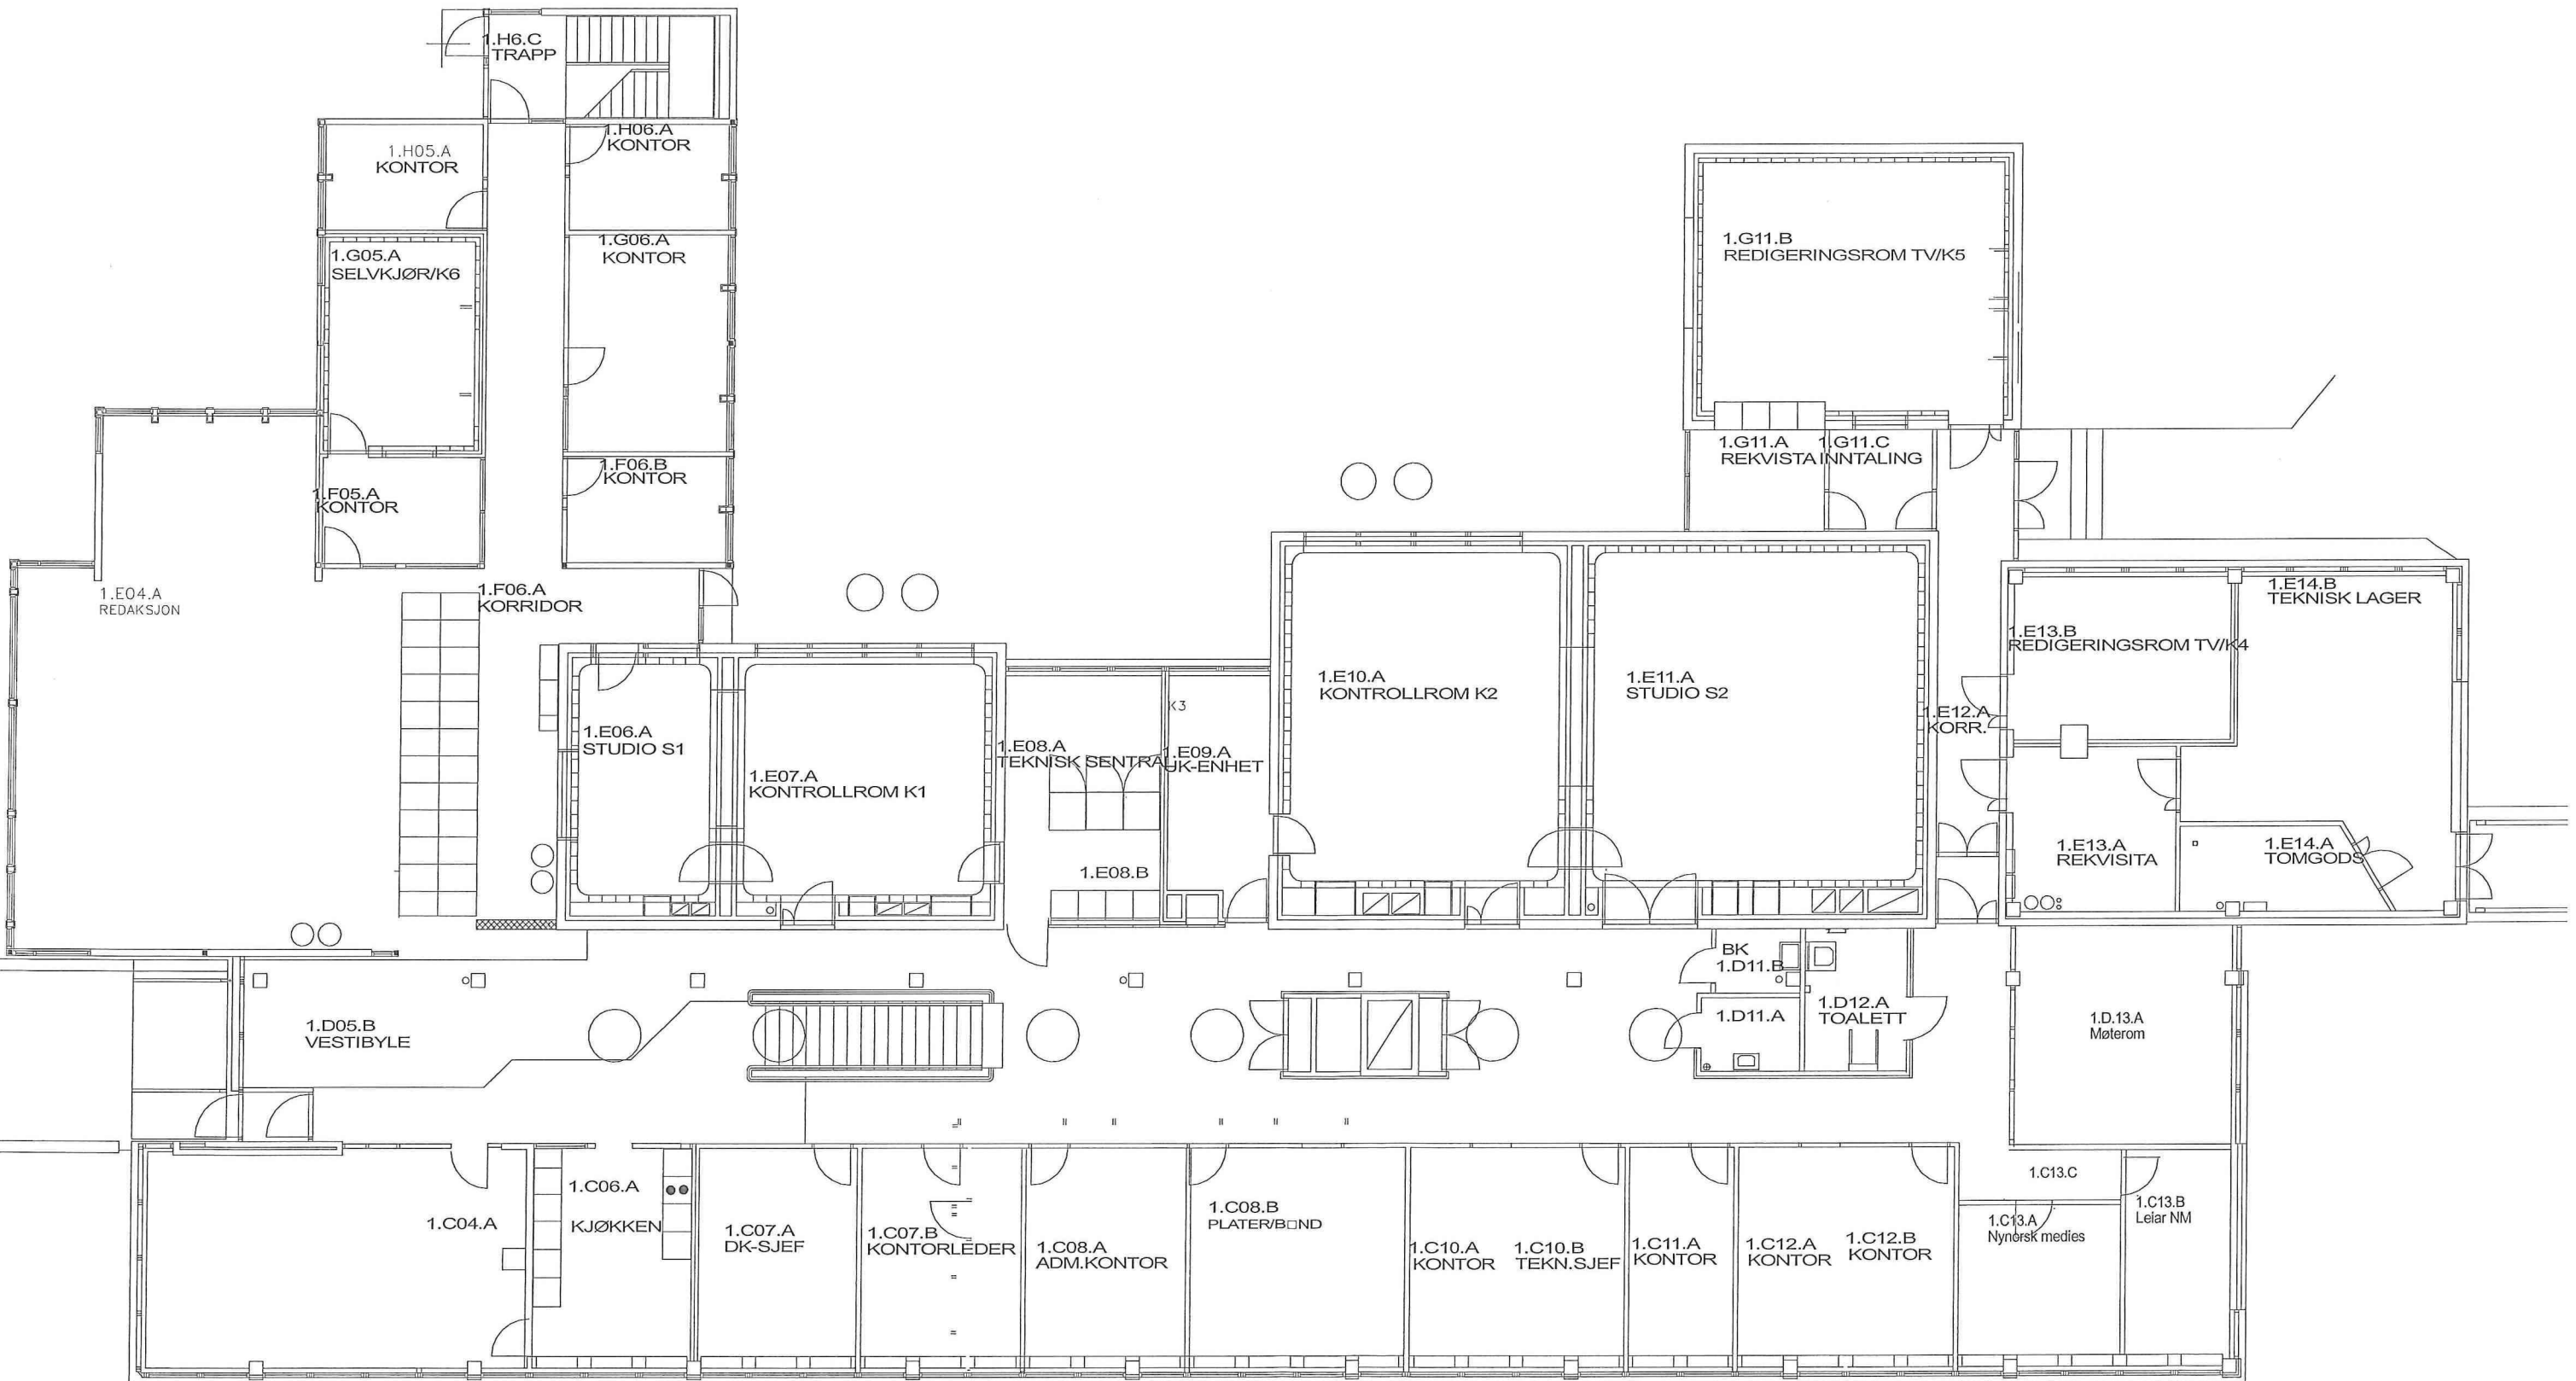 1.H6.C
TRAPP
1.H05.A
KONTOR
1.H06.A
KONTOR
1.G05.A
SELVKJØR/K6
1.G06.A
KONTOR
1.G11.B
REDIGERINGSROM TV/K5
1.G11.A
REKVISTA
1.G11.C
INNTALING
1.F05.A
KONTOR
1.F06.B
KONTOR
1.E04.A
REDAKSJON
1.F06.A
KORRIDOR
1.E06.A
STUDIO S1
1.E07.A
KONTROLLROM K1
1.E08.A
TEKNISK SENTRAL
1.E08.B
K3
1.E09.A
UK-ENHET
1.E10.A
KONTROLLROM K2
1.E11.A
STUDIO S2
1.E12.A
KORR.
1.E13.B
REDIGERINGSROM TV/K4
1.E14.B
TEKNISK LAGER
1.E13.A
REKVISITA
1.E14.A
TOMGODS
1.D05.B
VESTIBYLE
BK
1.D11.B
1.D11.A
1.D12.A
TOALETT
1.D.13.A
Møterom
1.C04.A
1.C06.A
KJØKKEN
1.C07.A
DK-SJEF
1.C07.B
KONTORLEDER
1.C08.A
ADM.KONTOR
1.C08.B
PLATER/B□ND
1.C10.A
KONTOR
1.C10.B
TEKN.SJEF
1.C11.A
KONTOR
1.C12.A
KONTOR
1.C12.B
KONTOR
1.C13.C
1.C13.A
Nynorsk medies
1.C13.B
Leiar NM